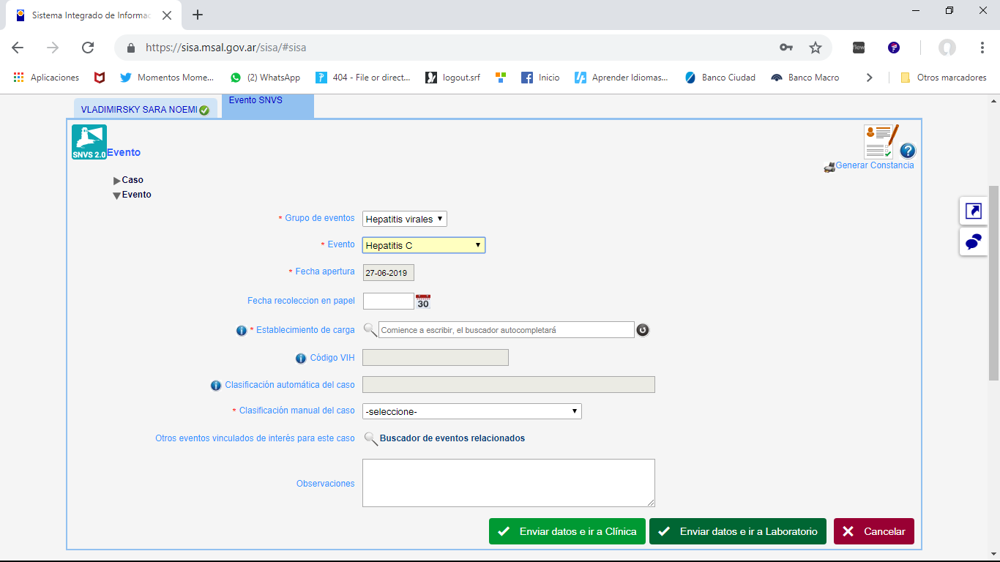 Sistema Integrado de Informac
https://sisa.msal.gov.ar/sisa/#sisa
flew
Aplicaciones
Momentos Mome...
(2) WhatsApp
404 - File or direct...
logout.srf
Inicio
Aprender Idiomas...
Banco Ciudad
Banco Macro
Otros marcadores
VLADIMIRSKY SARA NOEMI
Evento SNVS
SNVS 2.0
Evento
Generar Constancia
Caso
Evento
* Grupo de eventos Hepatitis virales
* Evento Hepatitis C
* Fecha apertura 27-06-2019
Fecha recoleccion en papel 30
* Establecimiento de carga Comience a escribir, el buscador autocompletará
Código VIH
Clasificación automática del caso
* Clasificación manual del caso -seleccione-
Otros eventos vinculados de interés para este caso Buscador de eventos relacionados
Observaciones
Enviar datos e ir a Clínica
Enviar datos e ir a Laboratorio
Cancelar